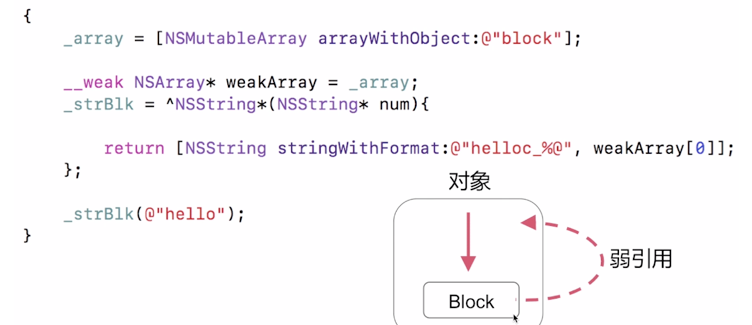 {
_array = [NSMutableArray arrayWithObject:@"block"];
__weak NSArray* weakArray = _array;
_strBlk = ^NSString*(NSString* num){
return [NSString stringWithFormat:@"helloc_%@", weakArray[0]];
};
_strBlk(@"hello");
}
对象
弱引用
Block